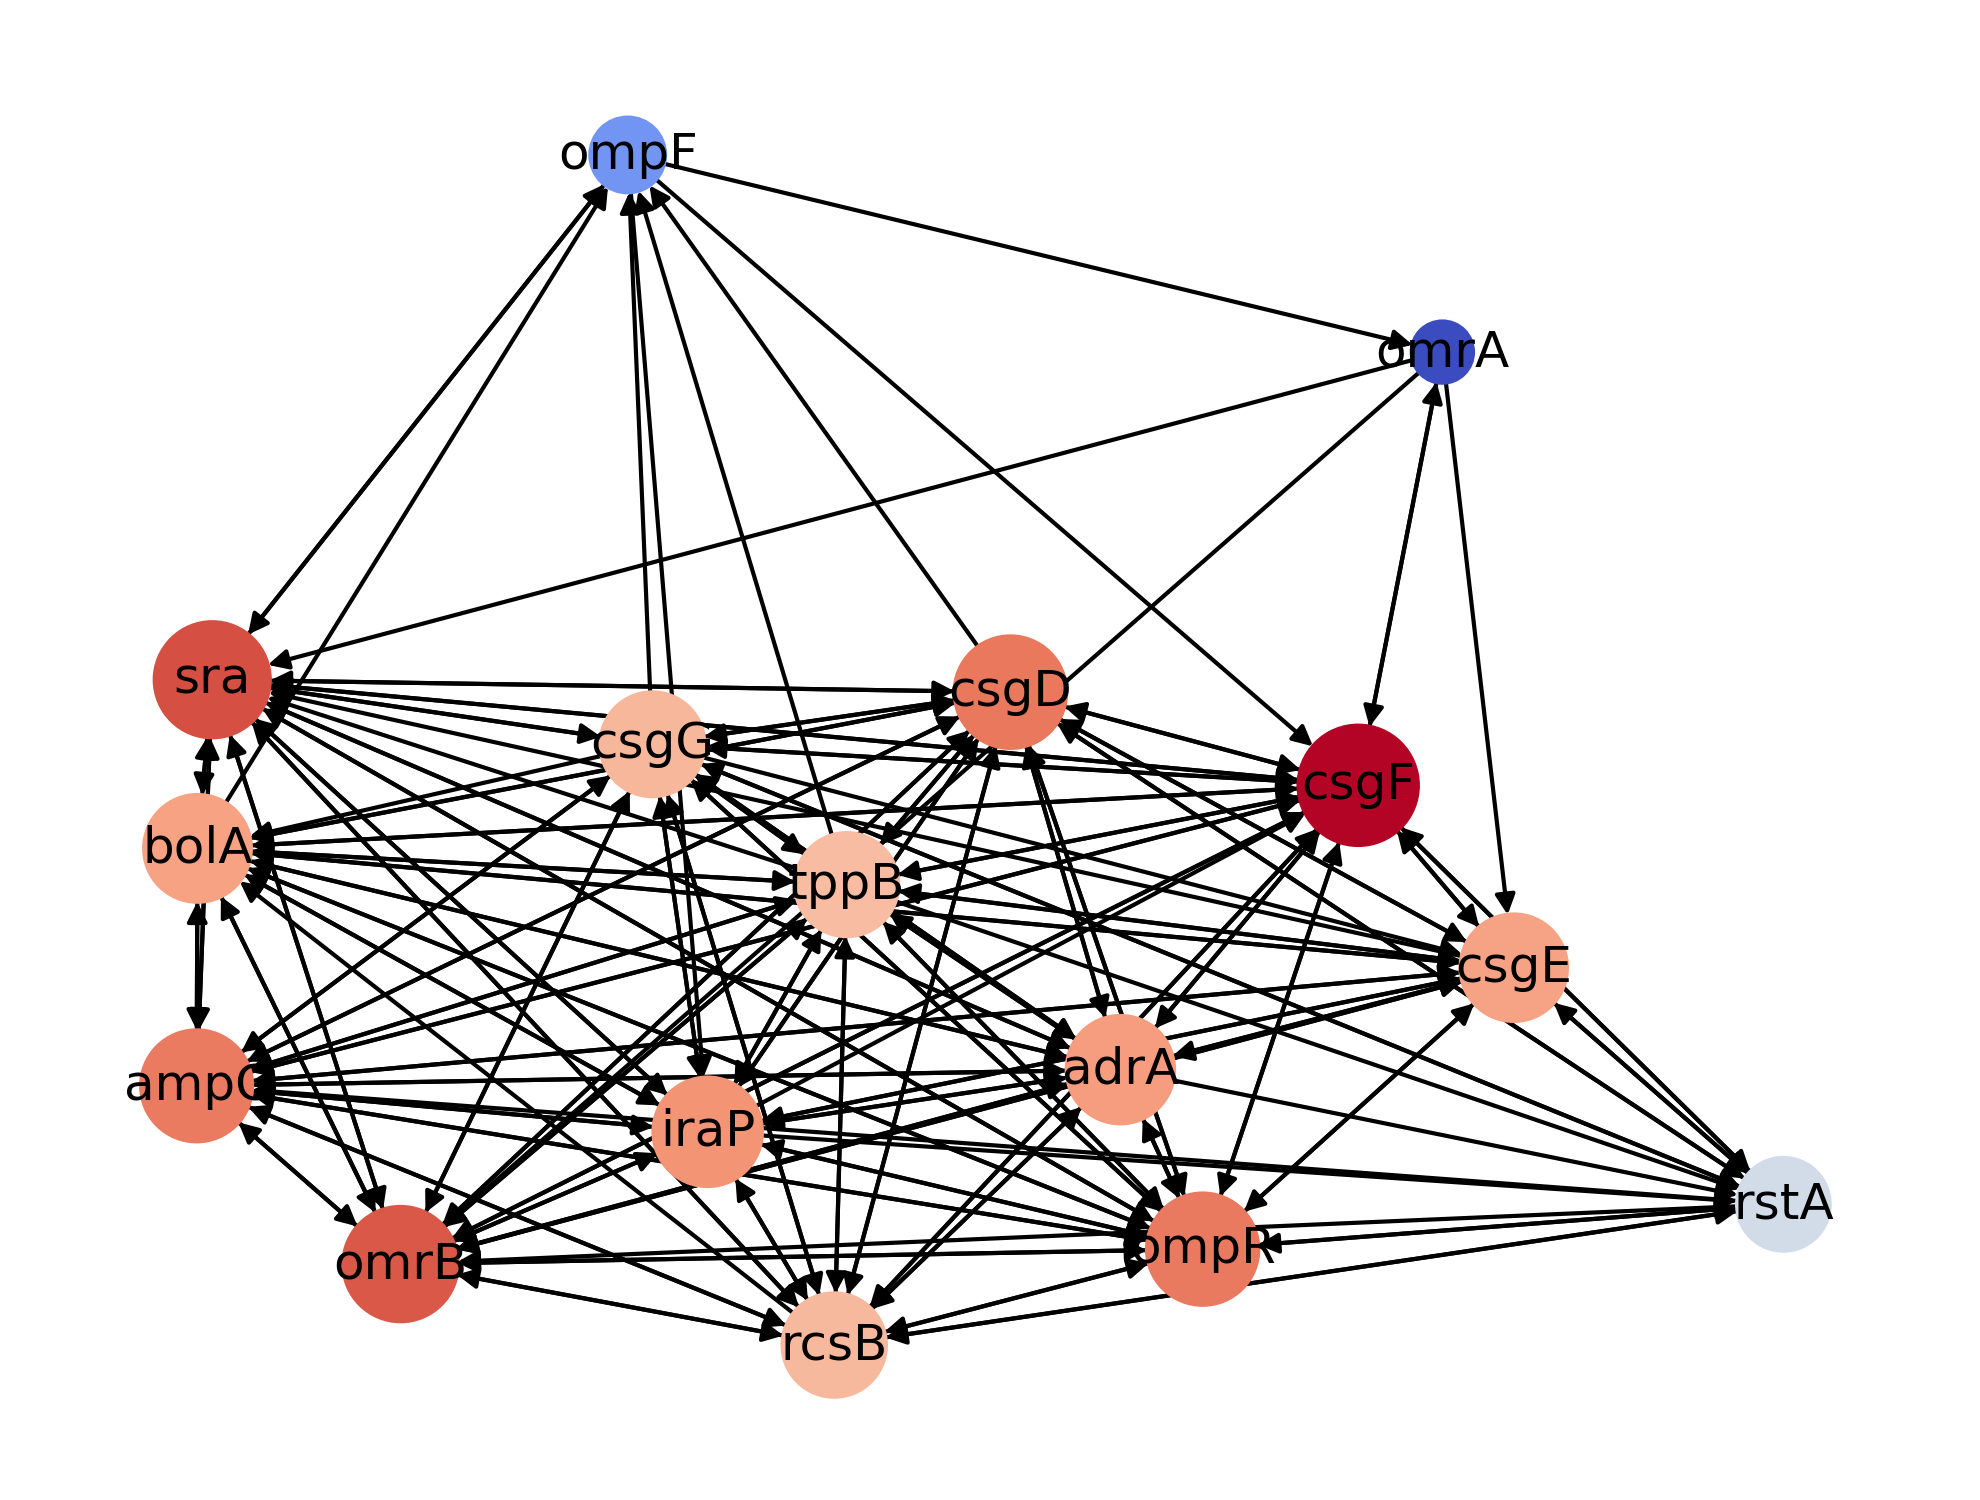 ompF
omrA
sra
csgD
csgG
csgF
bolA
tppB
csgE
adrA
ampC
iraP
rstA
ompR
omrB
rcsB